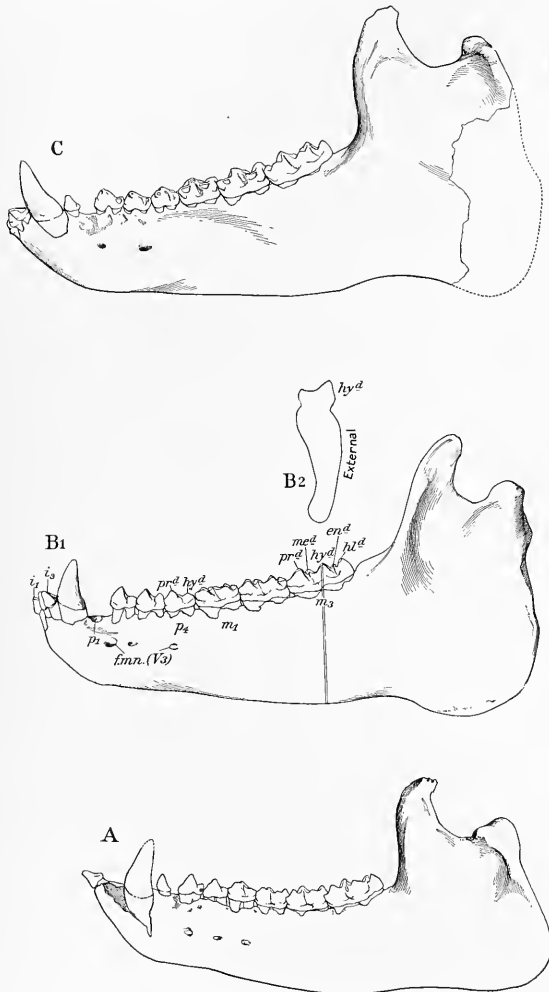 C
hyᵈ
External
B2
enᵈ
meᵈ
prᵈ hyᵈ hlᵈ
B1
i₁ i₃
prᵈ hyᵈ
m₃
p₁
p₄ m₁
f.mn.(V3)
A